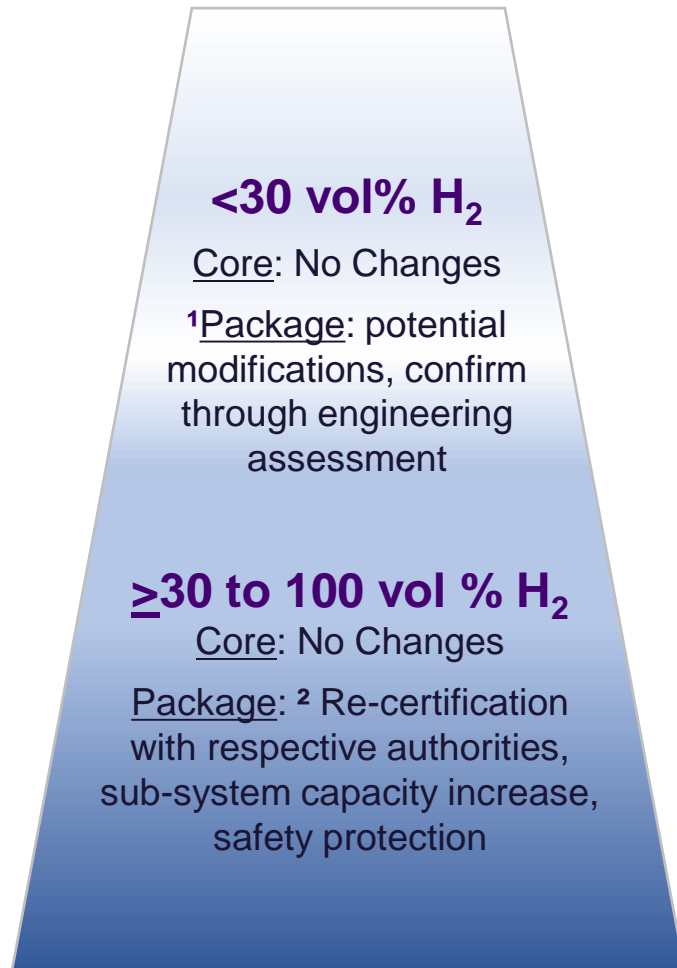 <30 vol% H₂
Core: No Changes
¹Package: potential
modifications, confirm
through engineering
assessment
≥30 to 100 vol % H₂
Core: No Changes
Package: ² Re-certification
with respective authorities,
sub-system capacity increase,
safety protection